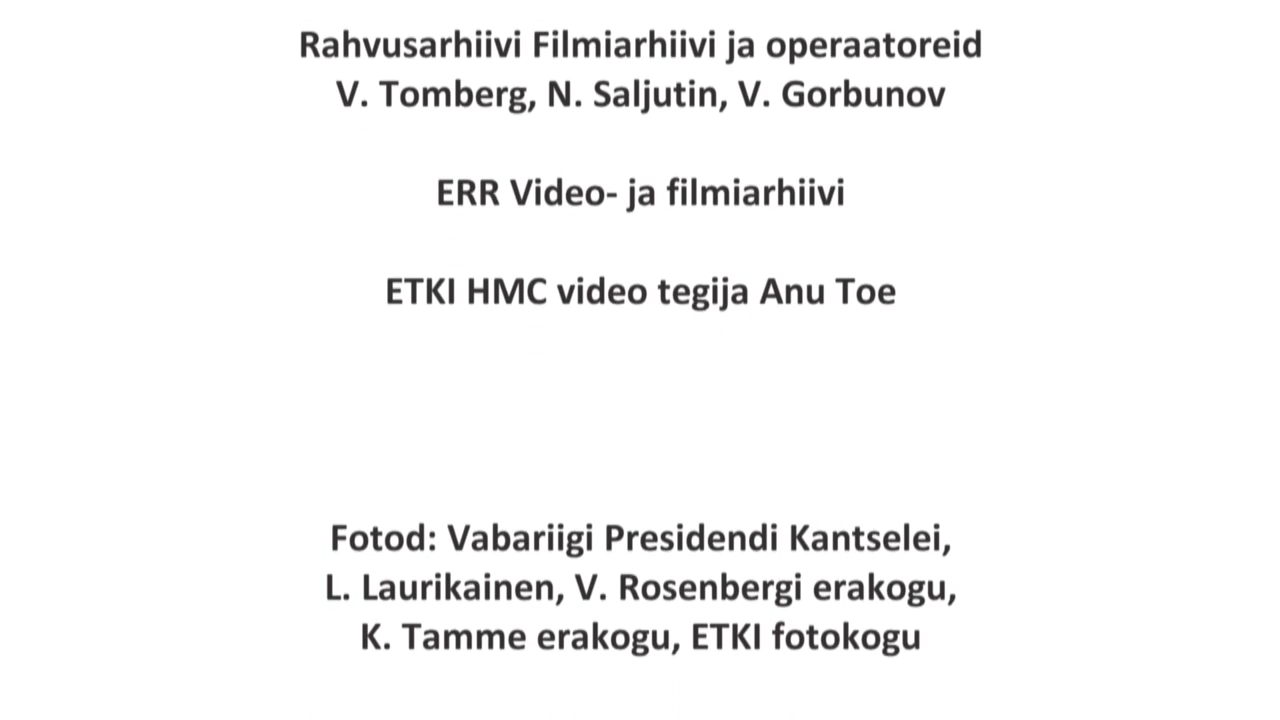 Rahvusarhiivi Filmiarhiivi ja operaatoreid
V. Tomberg, N. Saljutin, V. Gorbunov
ERR Video- ja filmiarhiivi
ETKI HMC video tegija Anu Toe
Fotod: Vabariigi Presidendi Kantselei,
L. Laurikainen, V. Rosenbergi erakogu,
K. Tamme erakogu, ETKI fotokogu